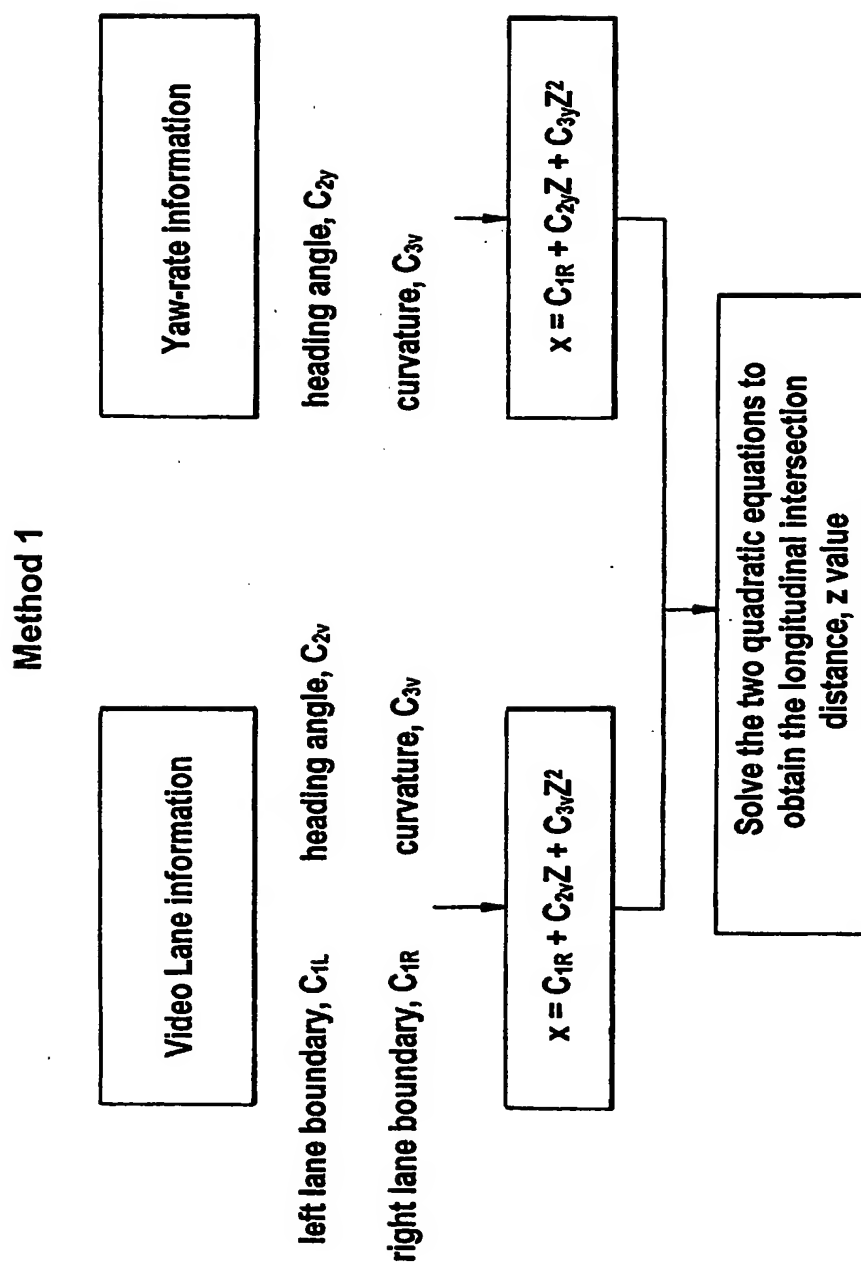 Method 1
Video Lane information
left lane boundary, C1L
heading angle, C2v
right lane boundary, C1R
curvature, C3v
x = C1R + C2vZ + C3vZ²
Yaw-rate information
heading angle, C2y
curvature, C3v
x = C1R + C2yZ + C3yZ²
Solve the two quadratic equations to
obtain the longitudinal intersection
distance, z value